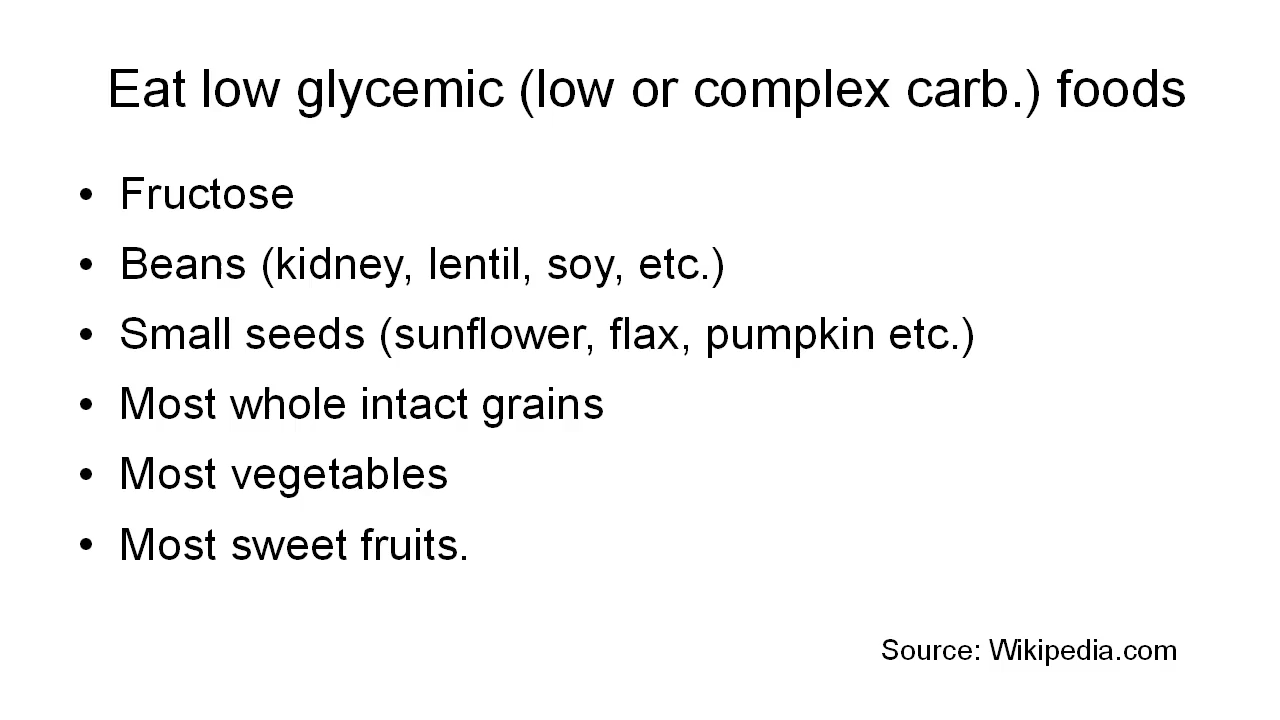 Eat low glycemic (low or complex carb.) foods
• Fructose
• Beans (kidney, lentil, soy, etc.)
• Small seeds (sunflower, flax, pumpkin etc.)
• Most whole intact grains
• Most vegetables
• Most sweet fruits.
Source: Wikipedia.com